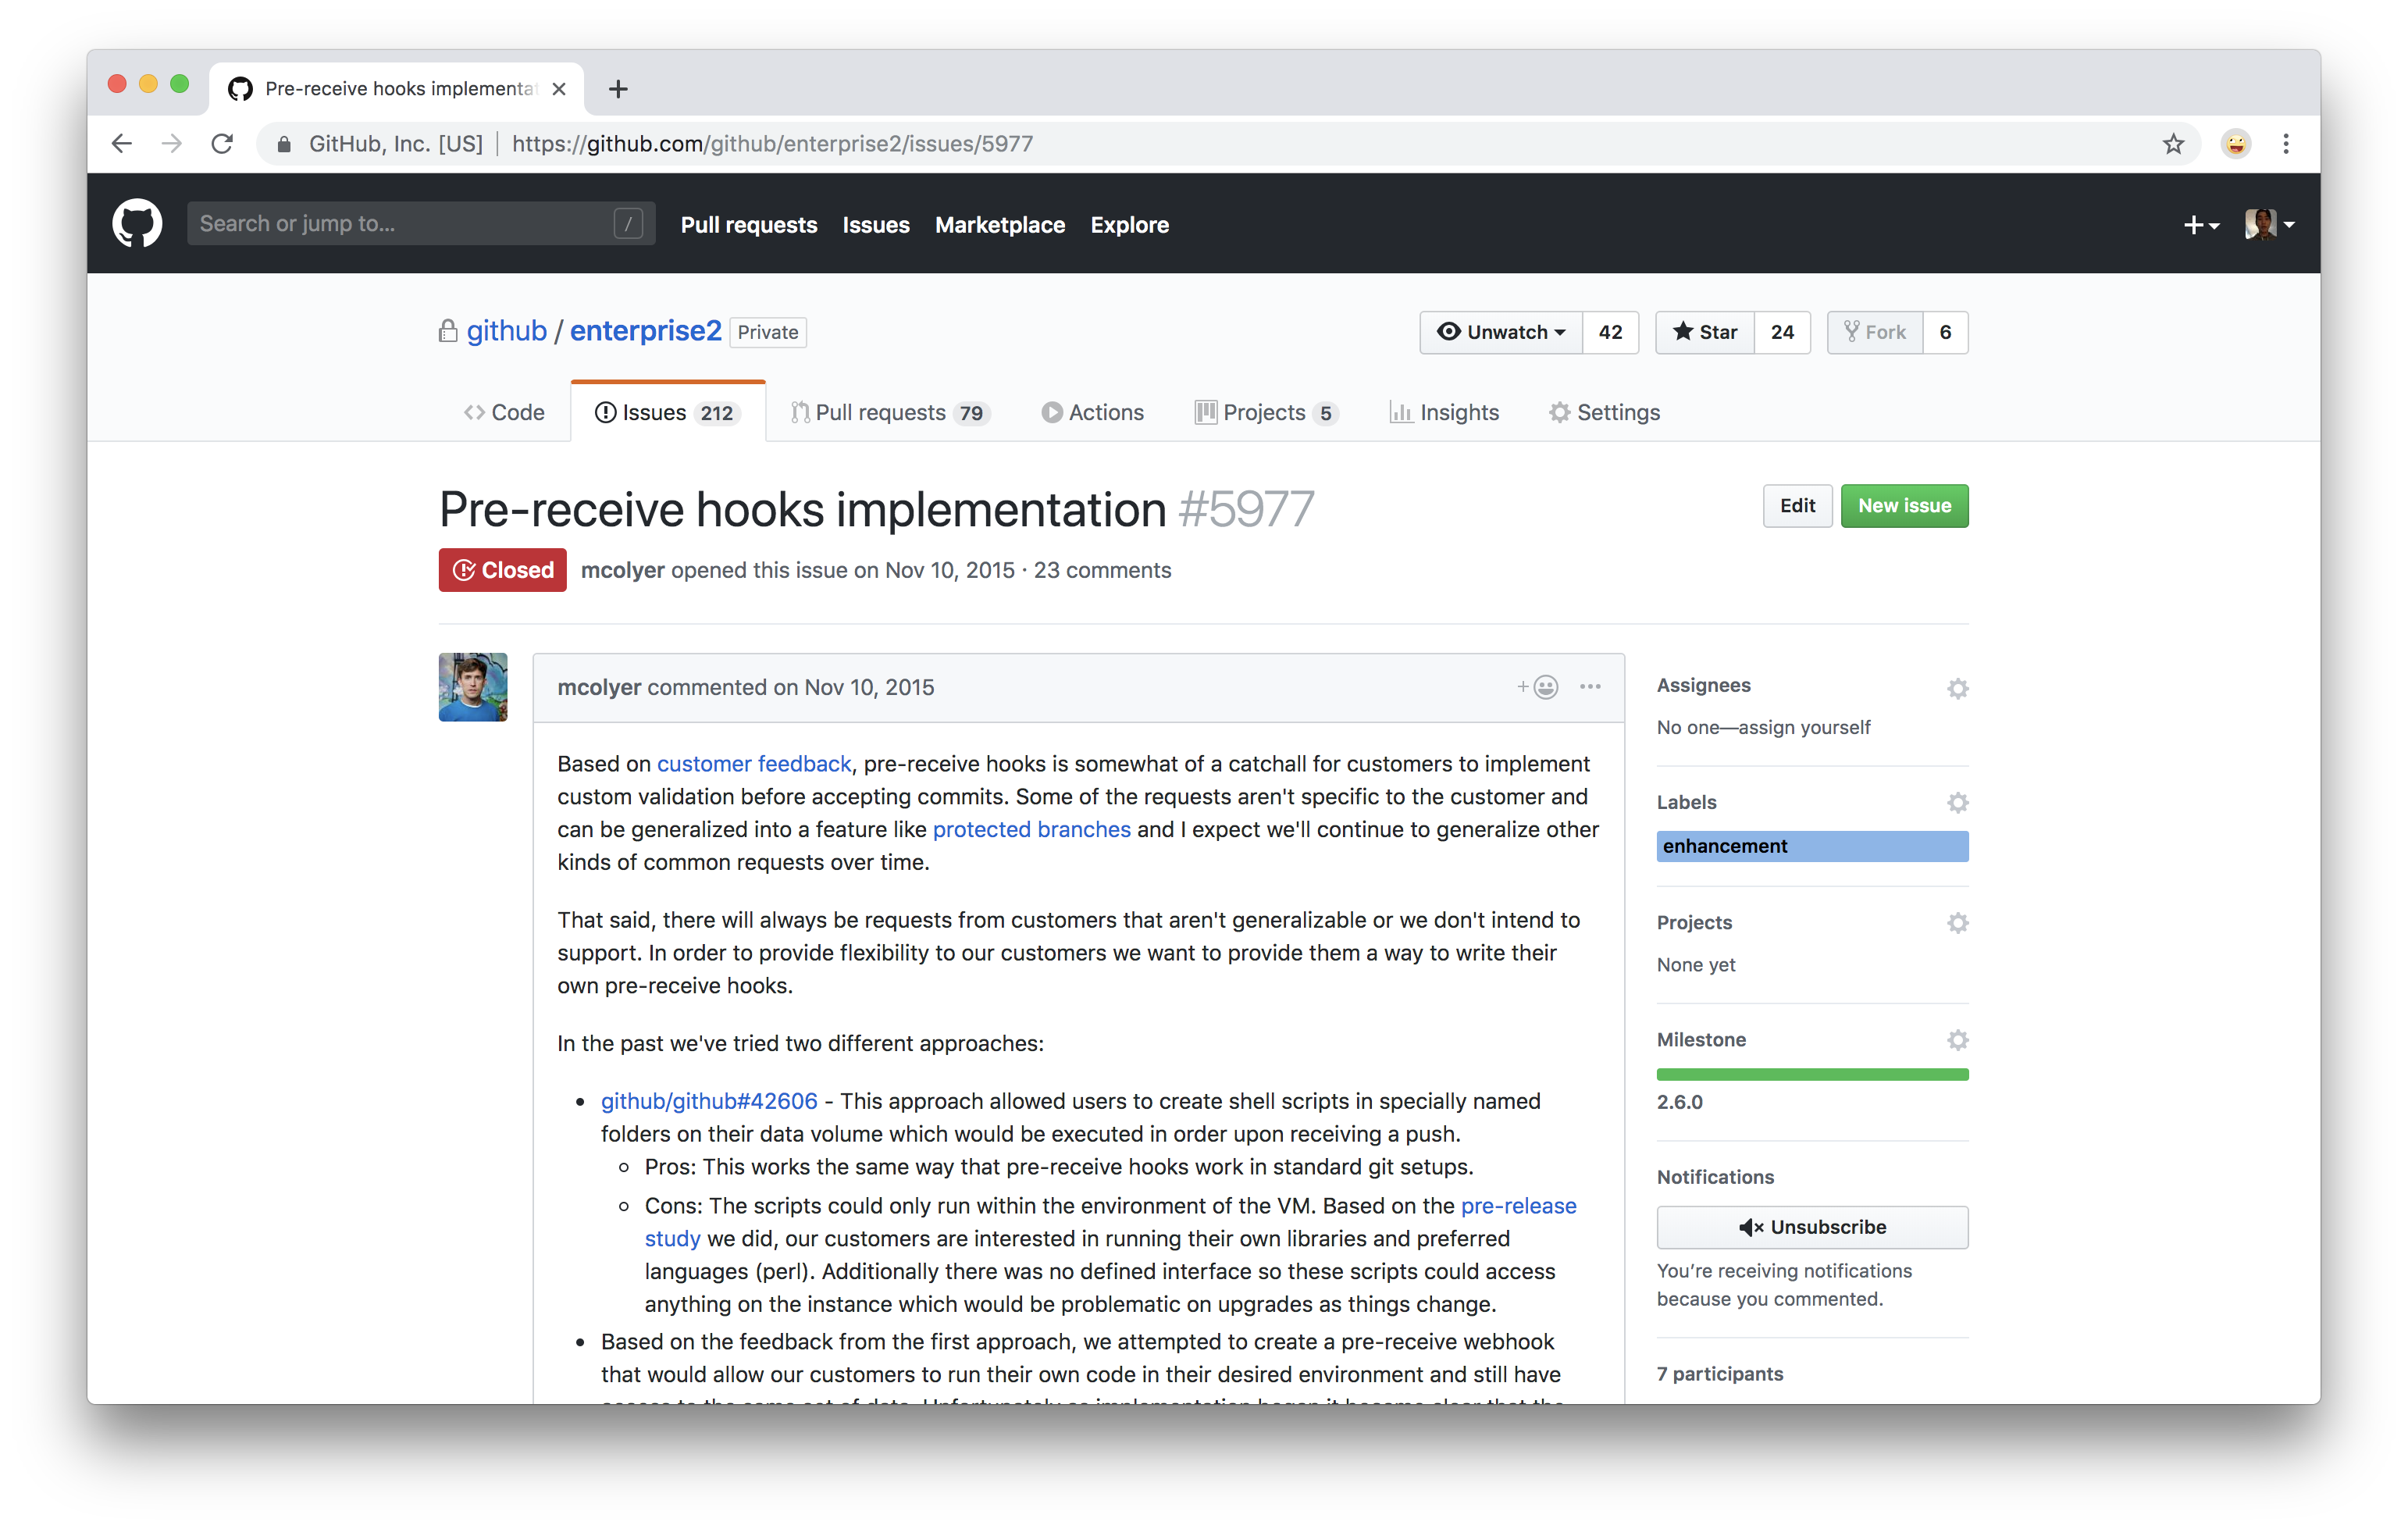 Pre-receive hooks implementat
GitHub, Inc. [US] https://github.com/github/enterprise2/issues/5977
Search or jump to... / Pull requests Issues Marketplace Explore
github / enterprise2 Private Unwatch 42 Star 24 Fork 6
Code Issues 212 Pull requests 79 Actions Projects 5 Insights Settings
Pre-receive hooks implementation #5977 Edit New issue
Closed mcolyer opened this issue on Nov 10, 2015 · 23 comments
mcolyer commented on Nov 10, 2015
Based on customer feedback, pre-receive hooks is somewhat of a catchall for customers to implement
custom validation before accepting commits. Some of the requests aren't specific to the customer and
can be generalized into a feature like protected branches and I expect we'll continue to generalize other
kinds of common requests over time.
That said, there will always be requests from customers that aren't generalizable or we don't intend to
support. In order to provide flexibility to our customers we want to provide them a way to write their
own pre-receive hooks.
In the past we've tried two different approaches:
• github/github#42606 - This approach allowed users to create shell scripts in specially named
folders on their data volume which would be executed in order upon receiving a push.
Pros: This works the same way that pre-receive hooks work in standard git setups.
Cons: The scripts could only run within the environment of the VM. Based on the pre-release
study we did, our customers are interested in running their own libraries and preferred
languages (perl). Additionally there was no defined interface so these scripts could access
anything on the instance which would be problematic on upgrades as things change.
• Based on the feedback from the first approach, we attempted to create a pre-receive webhook
that would allow our customers to run their own code in their desired environment and still have
Assignees
No one—assign yourself
Labels
enhancement
Projects
None yet
Milestone
2.6.0
Notifications
Unsubscribe
You're receiving notifications
because you commented.
7 participants